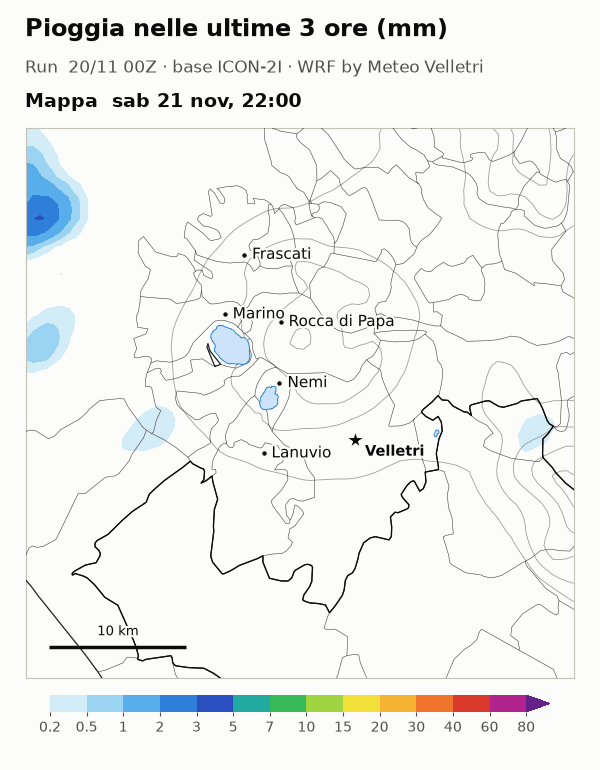 Pioggia nelle ultime 3 ore (mm)
Run  20/11 00Z · base ICON-2I · WRF by Meteo Velletri
Mappa  sab 21 nov, 22:00
Frascati
Marino
Rocca di Papa
Nemi
Velletri
Lanuvio
10 km
0.2 0.5 1 2 3 5 7 10 15 20 30 40 60 80